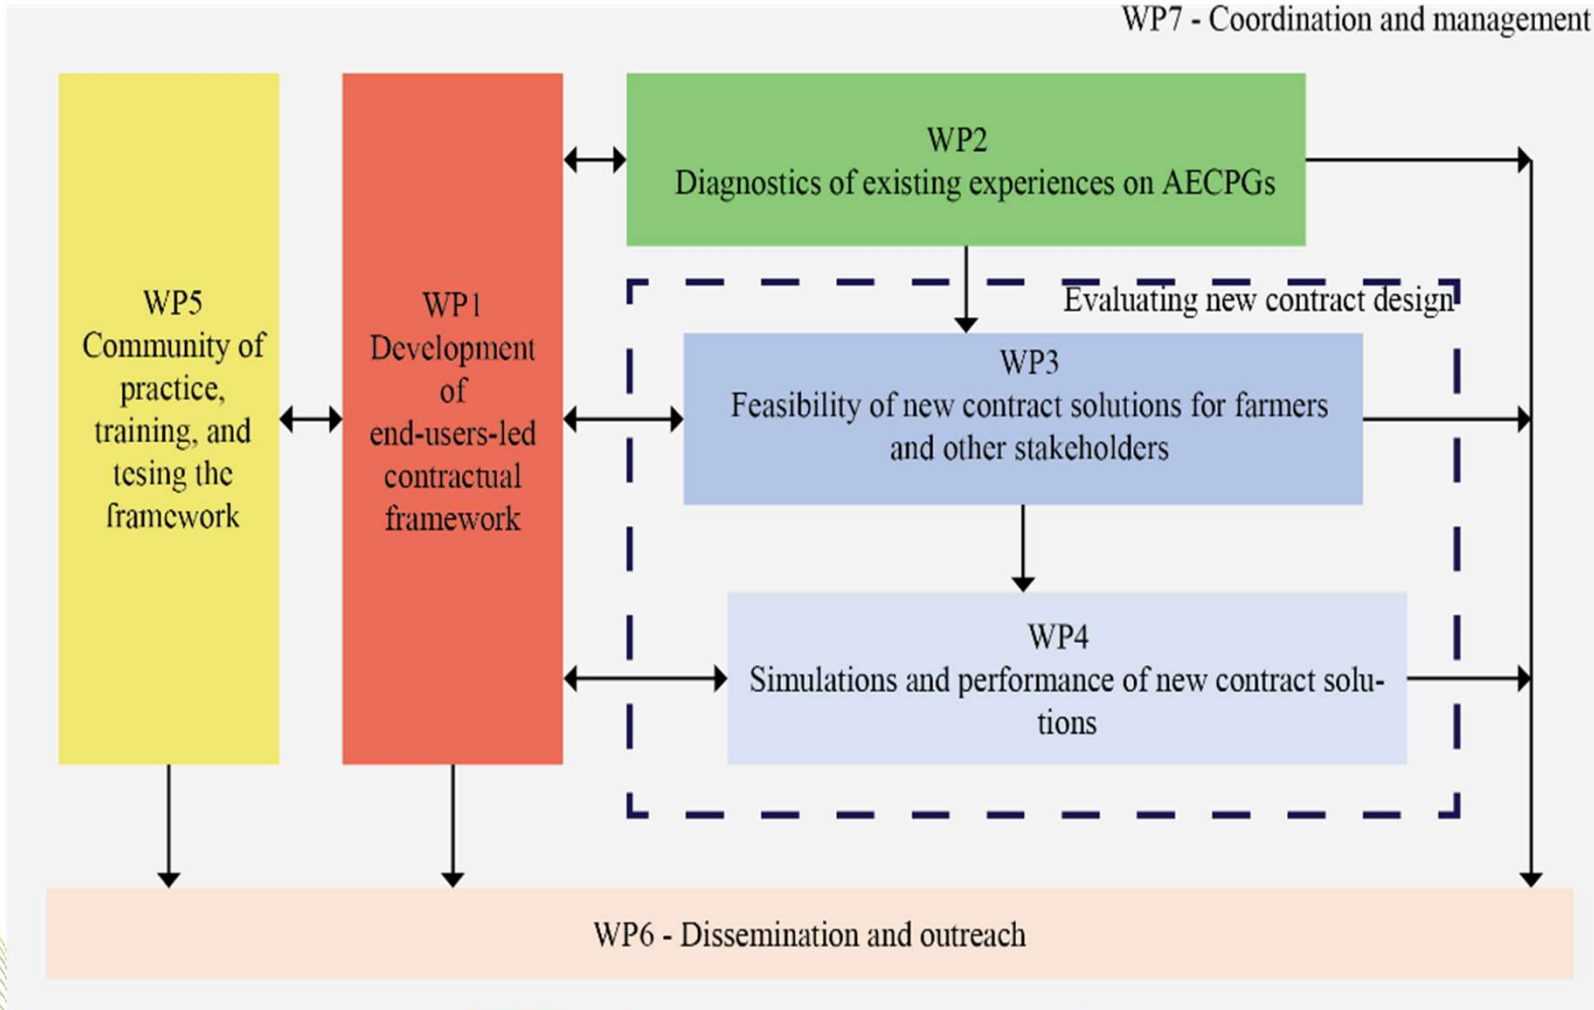 WP7 - Coordination and management
WP2
Diagnostics of existing experiences on AECPGs
Evaluating new contract design
WP5
Community of
practice,
training, and
tesing the
framework
WP1
Development
of
end-users-led
contractual
framework
WP3
Feasibility of new contract solutions for farmers
and other stakeholders
WP4
Simulations and performance of new contract solu-
tions
WP6 - Dissemination and outreach